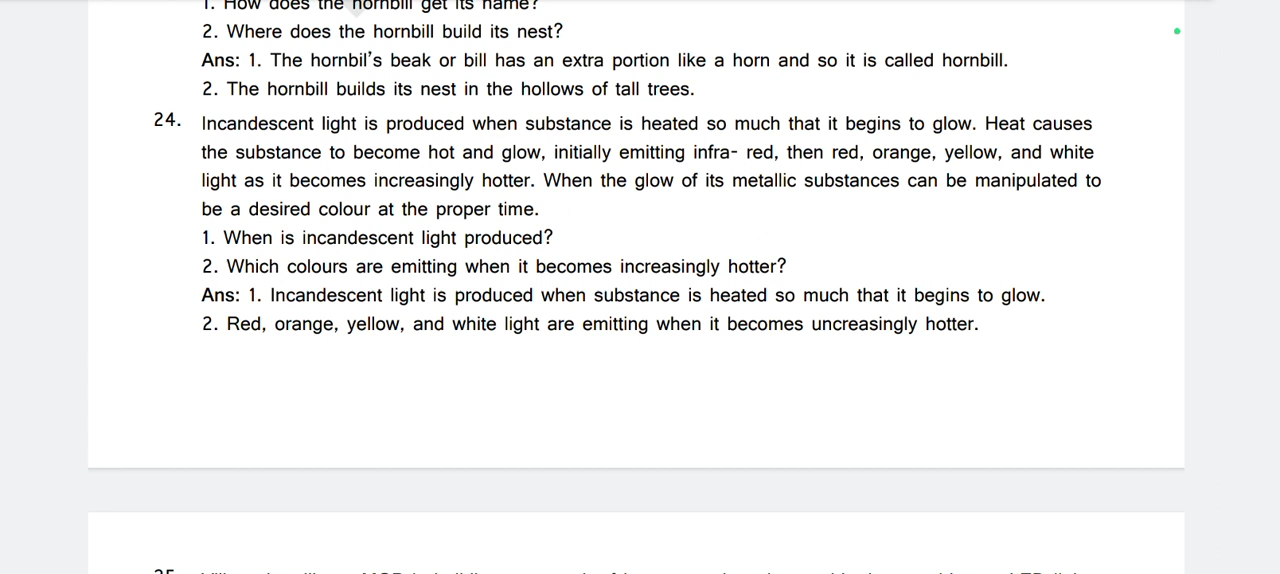 1. How does the hornbill get its name?
2. Where does the hornbill build its nest?
Ans: 1. The hornbil's beak or bill has an extra portion like a horn and so it is called hornbill.
2. The hornbill builds its nest in the hollows of tall trees.
24. Incandescent light is produced when substance is heated so much that it begins to glow. Heat causes
the substance to become hot and glow, initially emitting infra- red, then red, orange, yellow, and white
light as it becomes increasingly hotter. When the glow of its metallic substances can be manipulated to
be a desired colour at the proper time.
1. When is incandescent light produced?
2. Which colours are emitting when it becomes increasingly hotter?
Ans: 1. Incandescent light is produced when substance is heated so much that it begins to glow.
2. Red, orange, yellow, and white light are emitting when it becomes uncreasingly hotter.